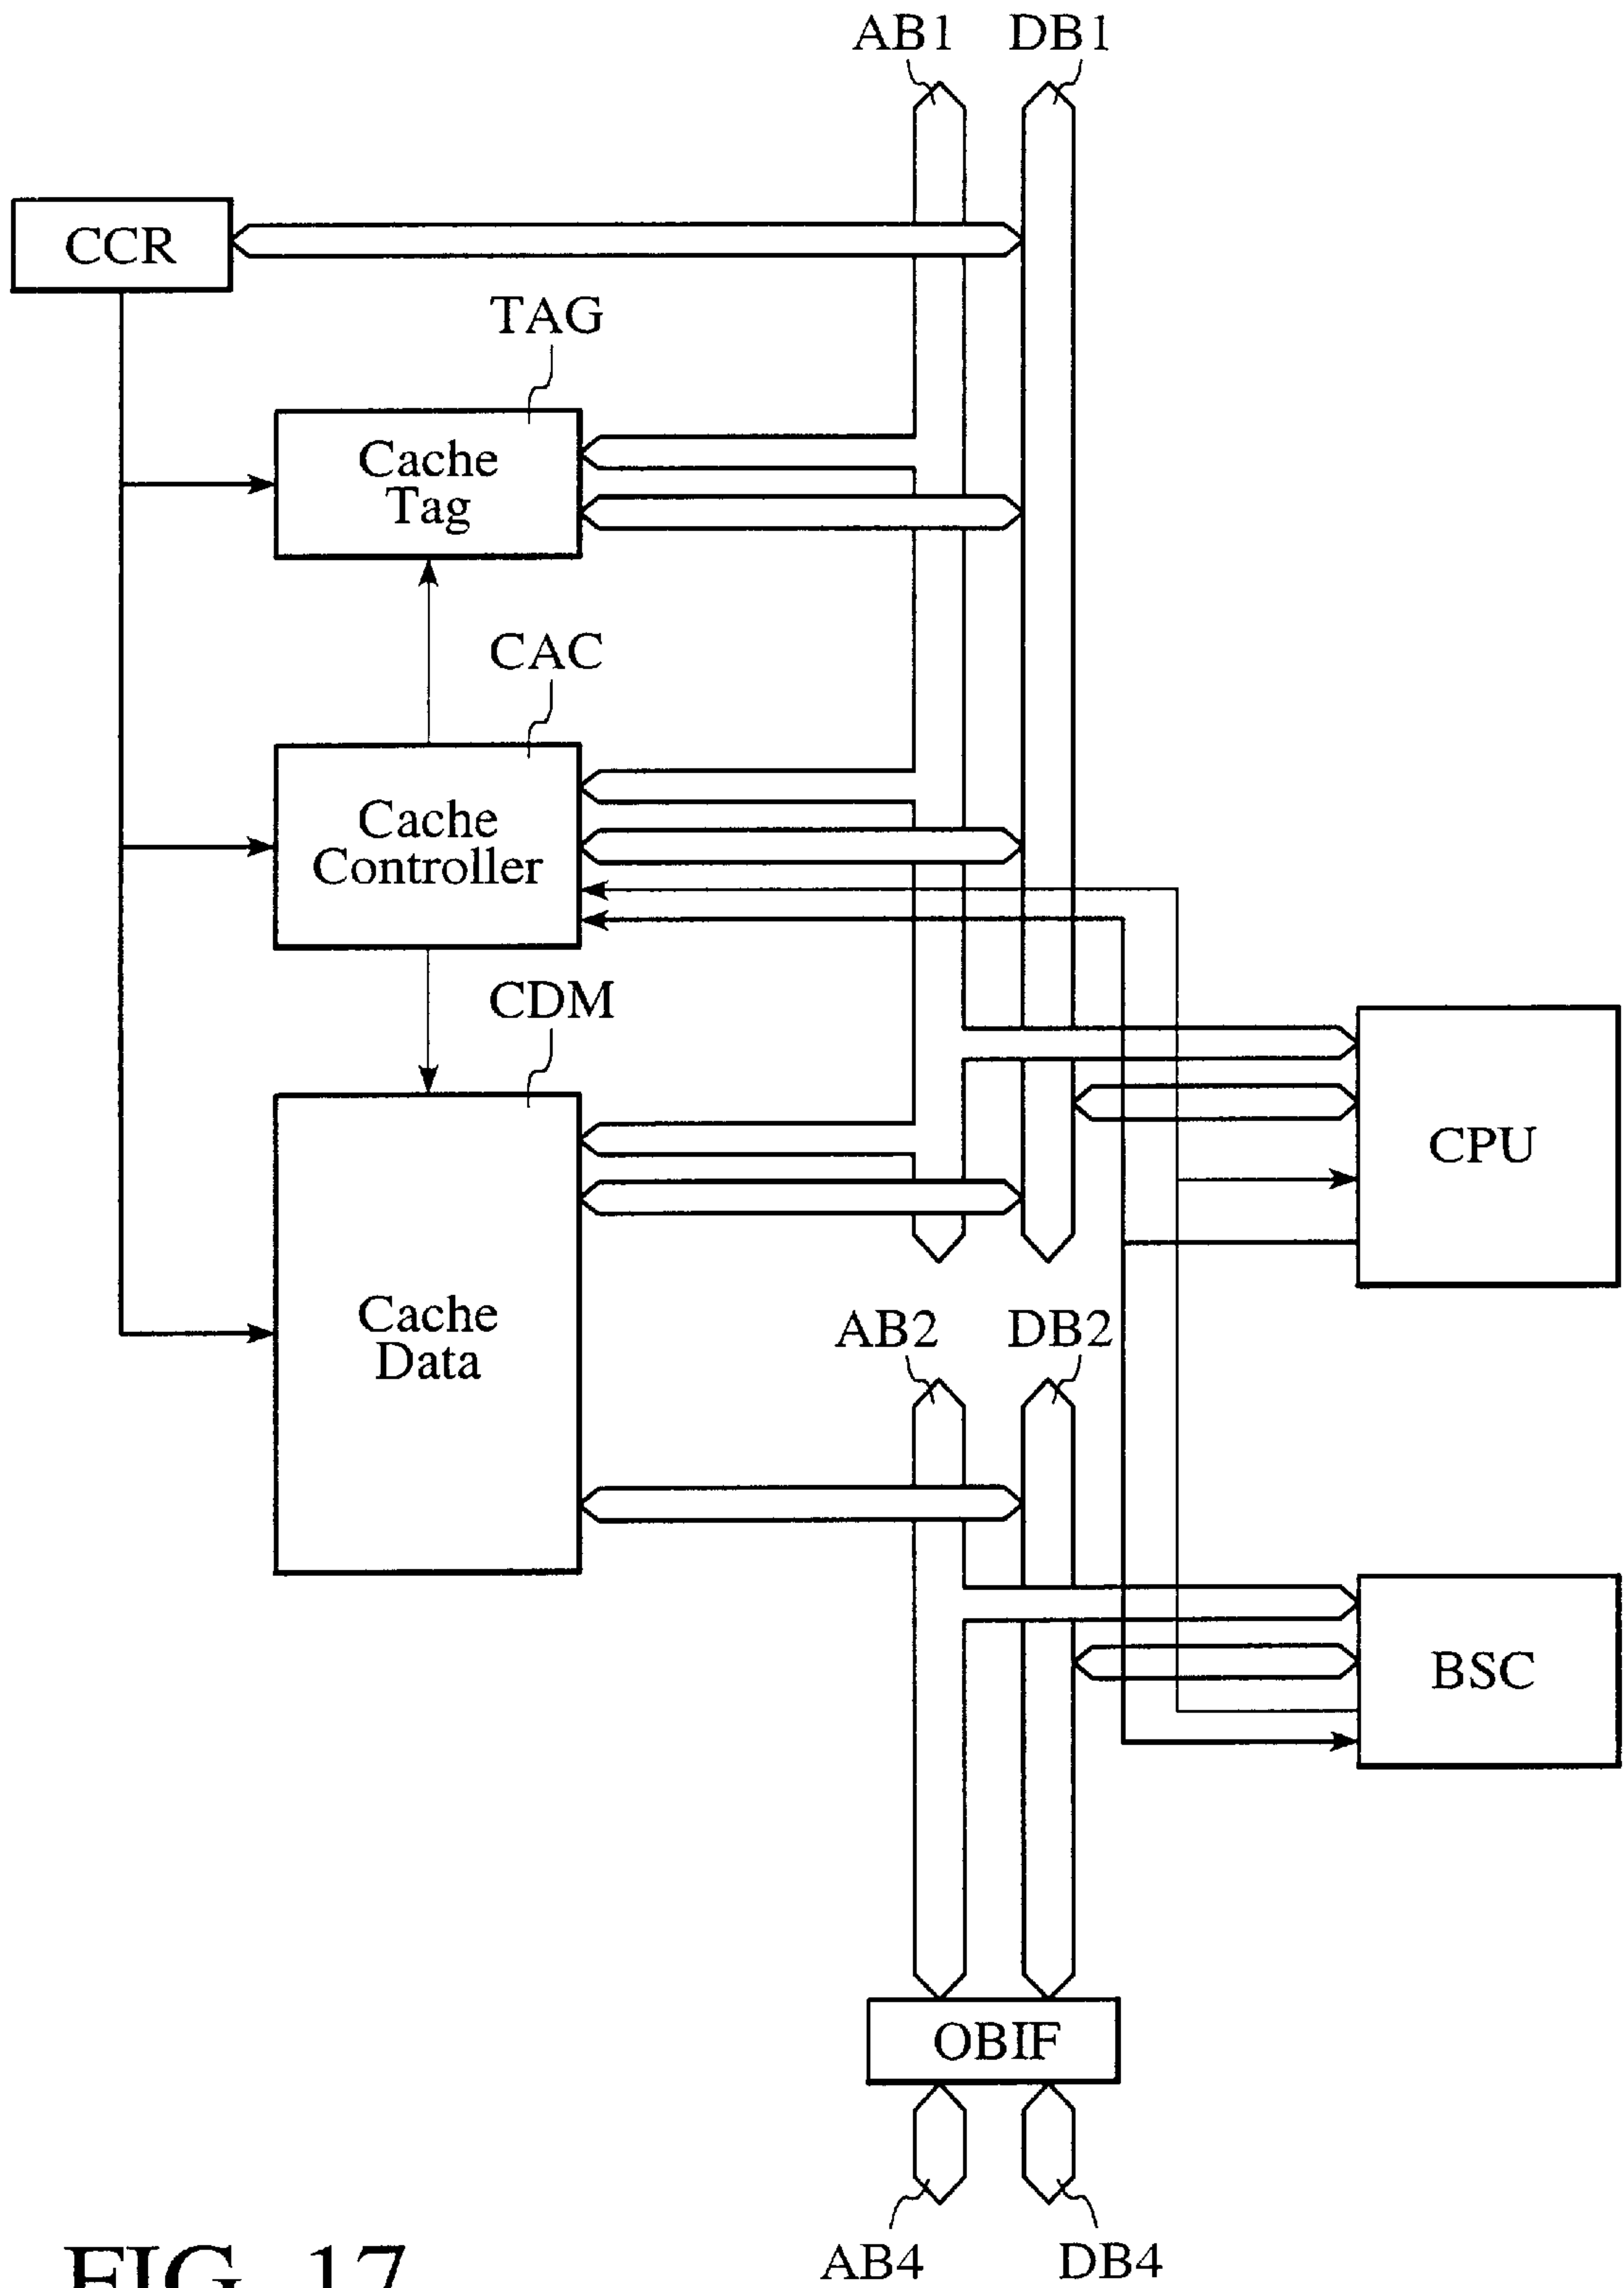 AB1
DB1
CCR
TAG
Cache
Tag
CAC
Cache
Controller
CDM
CPU
Cache
Data
AB2
DB2
BSC
OBIF
AB4
DB4
FIG. 17